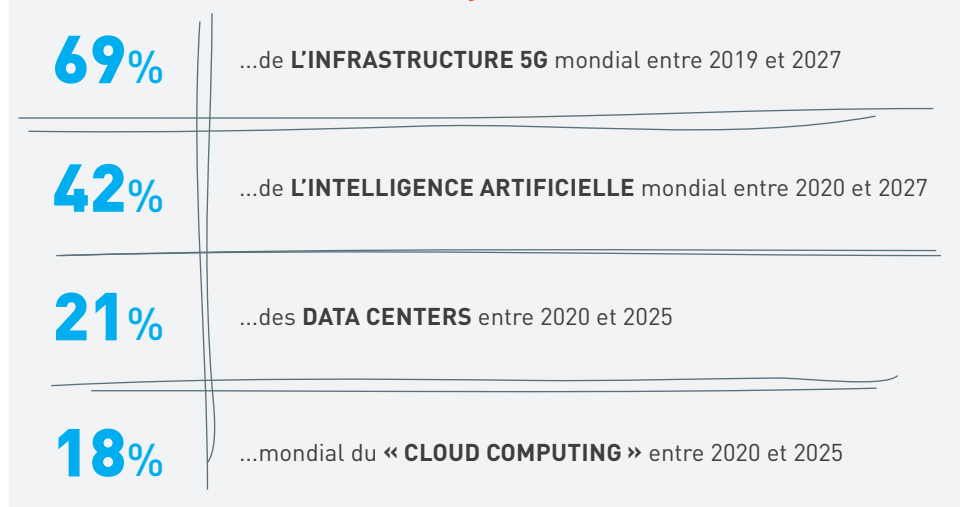 69% ...de L'INFRASTRUCTURE 5G mondial entre 2019 et 2027
42% ...de L'INTELLIGENCE ARTIFICIELLE mondial entre 2020 et 2027
21% ...des DATA CENTERS entre 2020 et 2025
18% ...mondial du « CLOUD COMPUTING » entre 2020 et 2025